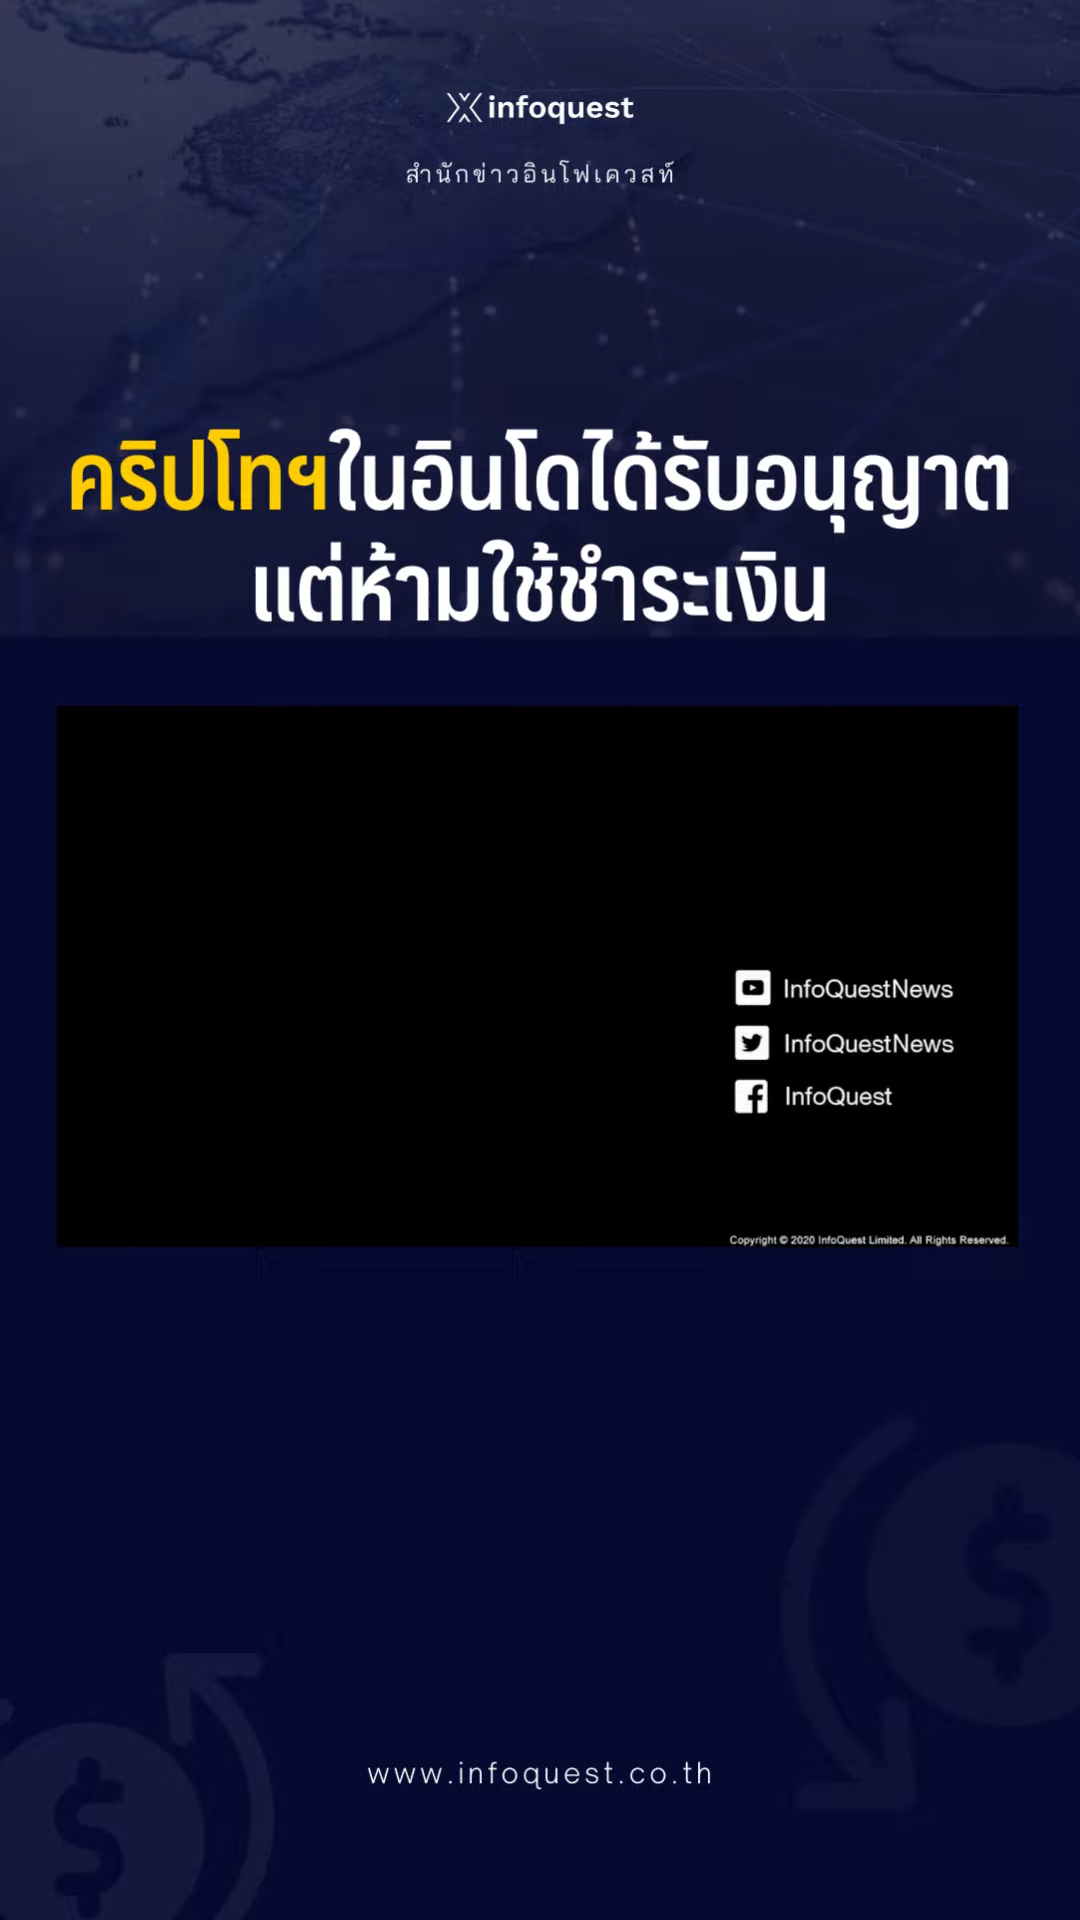 infoquest
สำนักข่าวอินโฟเควสท์
คริปโทฯในอินโดได้รับอนุญาต
แต่ห้ามใช้ชำระเงิน
InfoQuestNews
InfoQuestNews
InfoQuest
Copyright © 2020 InfoQuest Limited. All Rights Reserved.
www.infoquest.co.th